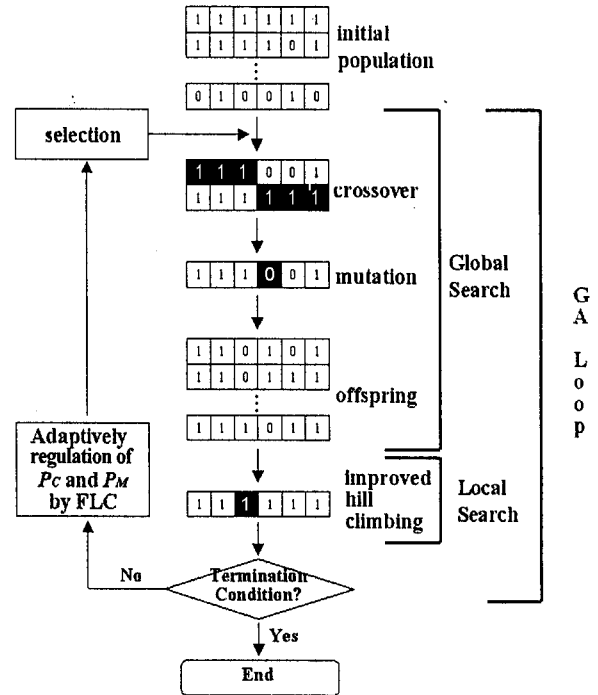 1 1 1 1 1 1
1 1 1 1 0 1
initial
population
0 1 0 0 1 0
selection
1 1 1 0 0 1
1 1 1 1 1 1
crossover
1 1 1 0 0 1
mutation
Global
Search
GA Loop
1 1 0 1 0 1
1 1 0 1 1 1
offspring
1 1 1 0 1 1
Adaptively
regulation of
PC and PM
by FLC
1 1 1 1 1 1
improved
hill
climbing
Local
Search
No
Termination
Condition?
Yes
End